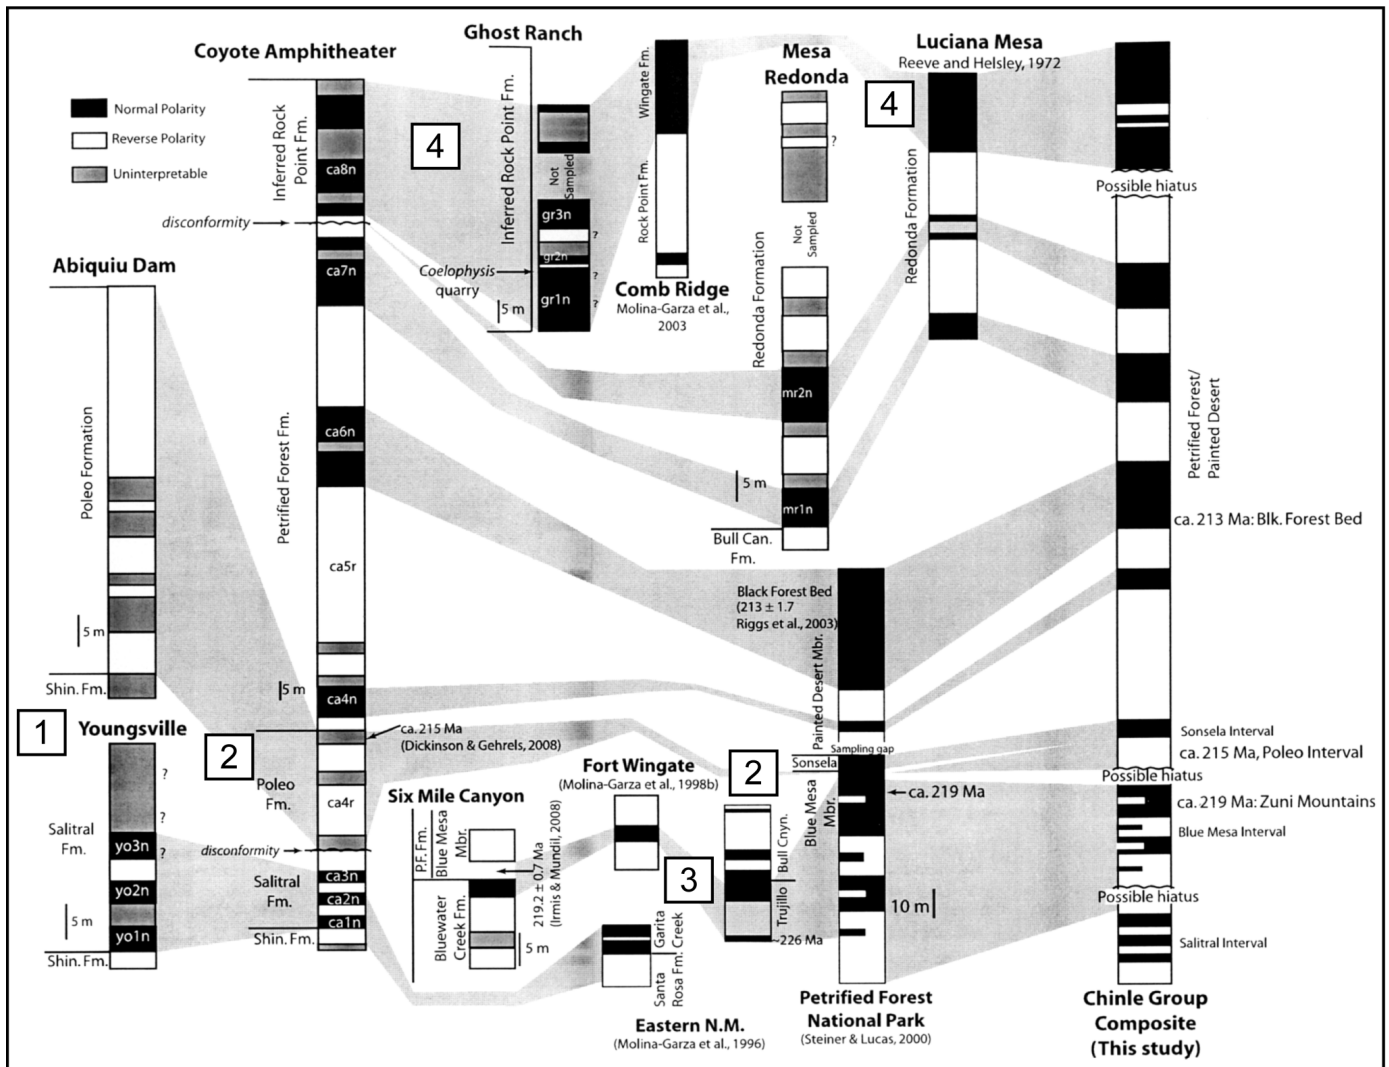 Coyote Amphitheater
Ghost Ranch
Mesa
Redonda
Luciana Mesa
Reeve and Helsley, 1972
Normal Polarity
Reverse Polarity
Uninterpretable
Inferred Rock
Point Fm.
ca8n
disconformity
ca7n
4
Inferred Rock Point Fm.
Not
Sampled
gr3n
?
gr2n
?
Coelophysis
quarry
gr1n
?
5 m
Wingate Fm.
Rock Point Fm.
Comb Ridge
Molina-Garza et al.,
2003
?
Not
Sampled
Redonda Formation
mr2n
5 m
mr1n
Bull Can.
Fm.
4
Redonda Formation
Possible hiatus
Petrified Forest/
Painted Desert
ca. 213 Ma: Blk. Forest Bed
Abiquiu Dam
Poleo Formation
5 m
Shin. Fm.
Petrified Forest Fm.
ca6n
ca5r
5 m
ca4n
ca. 215 Ma
(Dickinson & Gehrels, 2008)
Black Forest Bed
(213 ± 1.7
Riggs et al., 2003)
Painted Desert Mbr.
Sampling gap
Sonsela
Sonsela Interval
ca. 215 Ma, Poleo Interval
Possible hiatus
1
Youngsville
?
?
Salitral
Fm.
yo3n
?
yo2n
5 m
yo1n
Shin. Fm.
2
Poleo
Fm.
ca4r
disconformity
Salitral
Fm.
ca3n
ca2n
ca1n
Shin. Fm.
Six Mile Canyon
P.F. Fm.
Blue Mesa
Mbr.
219.2 ± 0.7 Ma
(Irmis & Mundil, 2008)
Bluewater
Creek Fm.
5 m
Fort Wingate
(Molina-Garza et al., 1998b)
2
3
Bull Cnyn.
Trujillo
~226 Ma
Garita
Creek
Santa
Rosa Fm.
Eastern N.M.
(Molina-Garza et al., 1996)
Blue Mesa
Mbr.
ca. 219 Ma
10 m
Petrified Forest
National Park
(Steiner & Lucas, 2000)
ca. 219 Ma: Zuni Mountains
Blue Mesa Interval
Possible hiatus
Salitral Interval
Chinle Group
Composite
(This study)